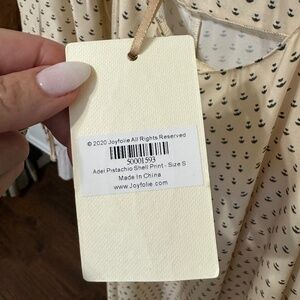 © 2020 Joyfolie All Rights Reserved
50001593
Adel Pistachio Shell Print - Size S
Made In China
www.Joyfolie.com